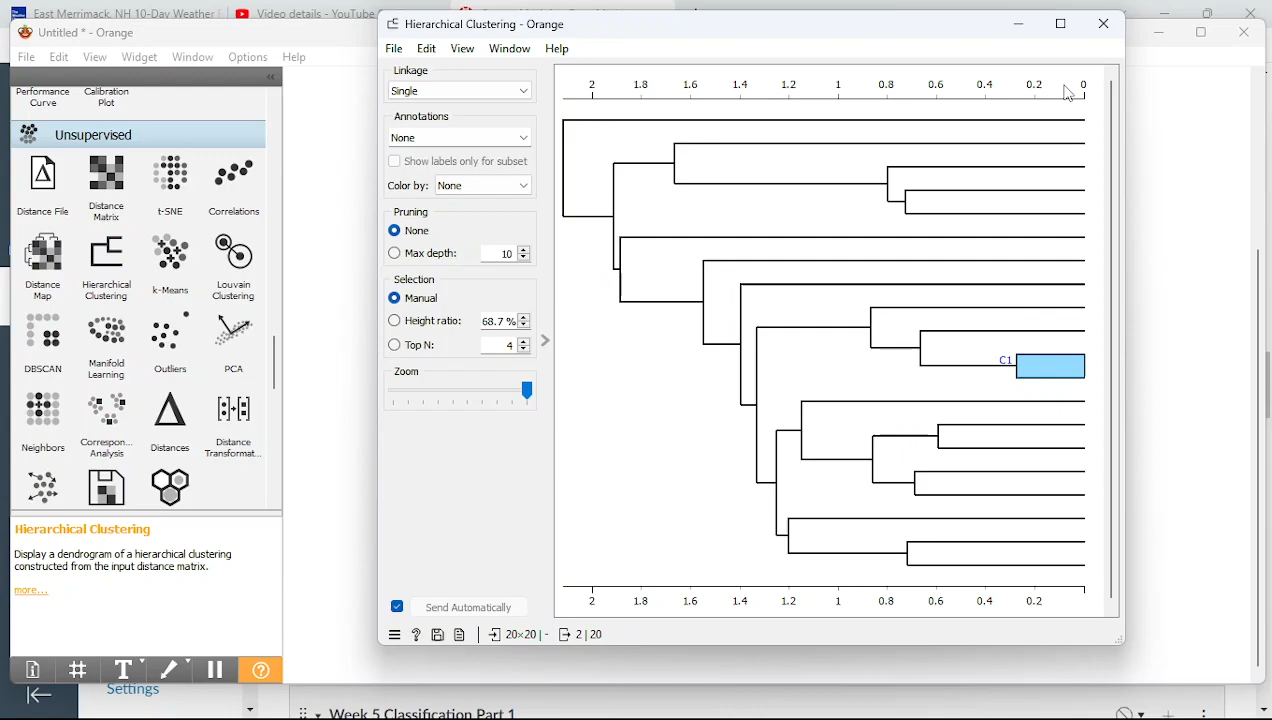 East Merrimack, NH 10-Day Weather
Video details - YouTube
Untitled * - Orange
File Edit View Widget Window Options Help
Performance Curve
Calibration Plot
Unsupervised
Distance File
Distance Matrix
t-SNE
Correlations
Distance Map
Hierarchical Clustering
k-Means
Louvain Clustering
DBSCAN
Manifold Learning
Outliers
PCA
Neighbors
Correspon... Analysis
Distances
Distance Transformat...
Hierarchical Clustering
Display a dendrogram of a hierarchical clustering
constructed from the input distance matrix.
more...
Settings
Hierarchical Clustering - Orange
File Edit View Window Help
Linkage
Single
Annotations
None
Show labels only for subset
Color by: None
Pruning
None
Max depth: 10
Selection
Manual
Height ratio: 68.7 %
Top N: 4
Zoom
Send Automatically
20×20 | - 2 | 20
2 1.8 1.6 1.4 1.2 1 0.8 0.6 0.4 0.2 0
C1
2 1.8 1.6 1.4 1.2 1 0.8 0.6 0.4 0.2
Week 5 Classification Part 1